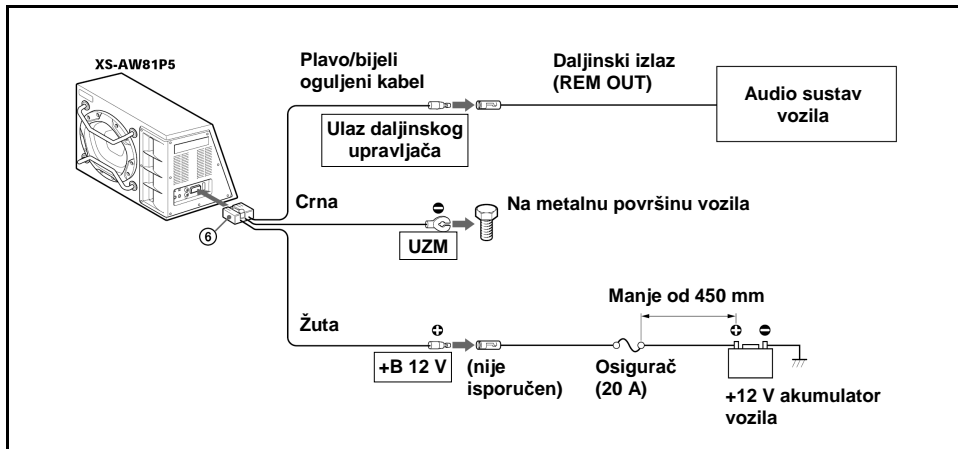 XS-AW81P5
Plavo/bijeli
oguljeni kabel
Daljinski izlaz
(REM OUT)
Audio sustav
vozila
Ulaz daljinskog
upravljača
Crna
Na metalnu površinu vozila
6
UZM
Manje od 450 mm
Žuta
+B 12 V
(nije
isporučen)
Osigurač
(20 A)
+12 V akumulator
vozila